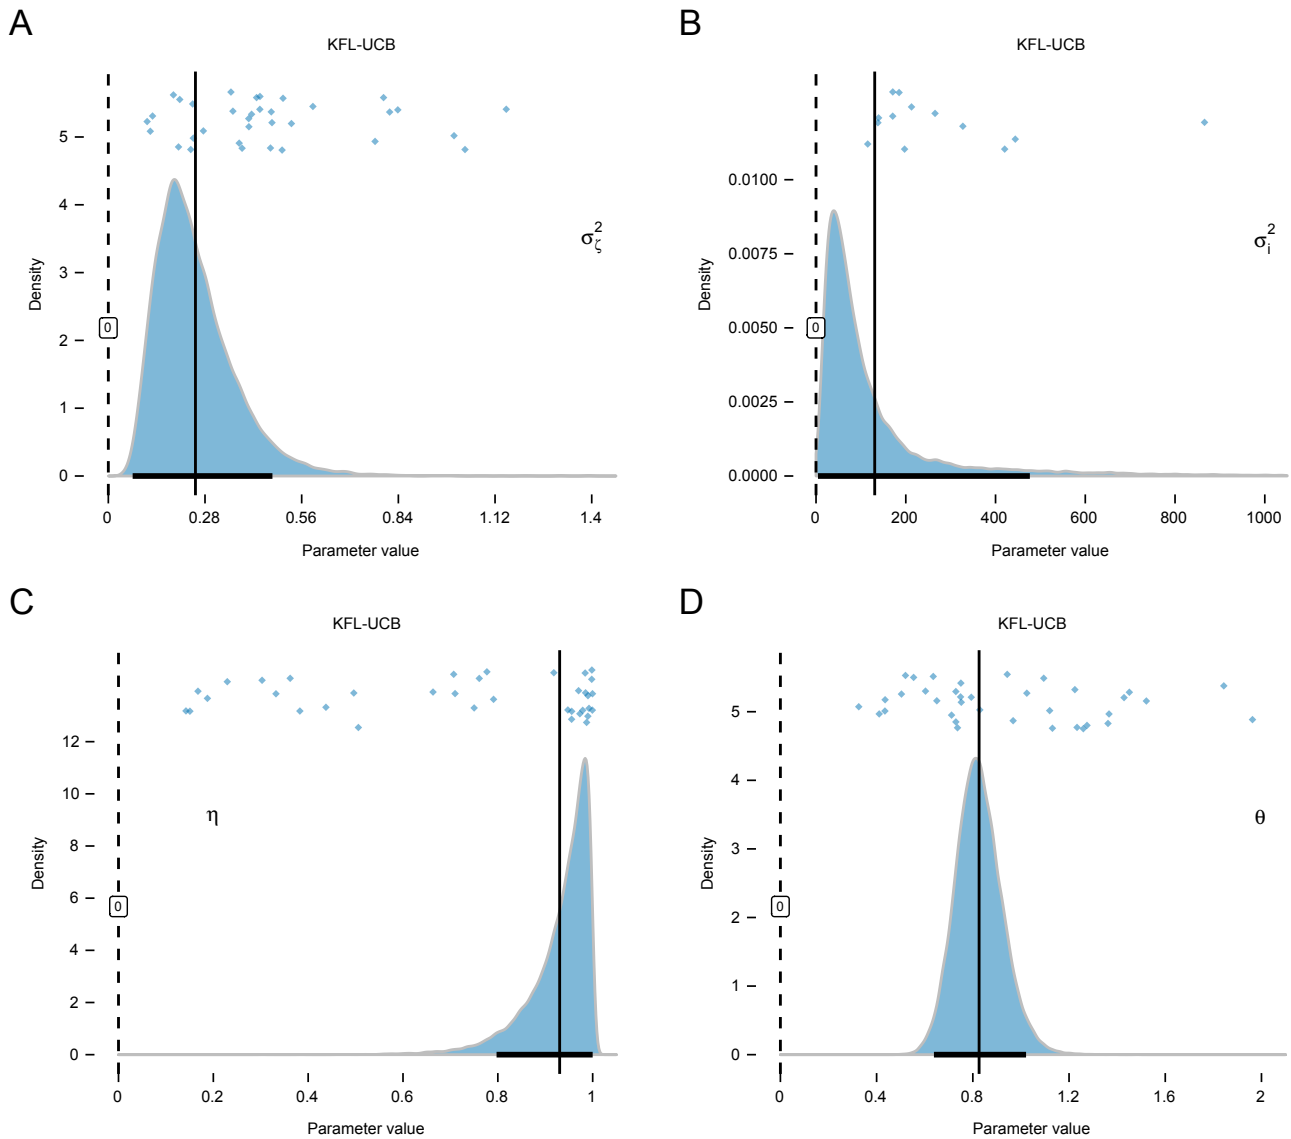 A
KFL-UCB
5
4
3
2
1
0
Density
0
σ²ζ
0
0.28
0.56
0.84
1.12
1.4
Parameter value
B
KFL-UCB
0.0100
0.0075
0.0050
0.0025
0.0000
Density
0
σ²i
0
200
400
600
800
1000
Parameter value
C
KFL-UCB
12
10
8
6
4
2
0
Density
0
η
0
0.2
0.4
0.6
0.8
1
Parameter value
D
KFL-UCB
5
4
3
2
1
0
Density
0
θ
0
0.4
0.8
1.2
1.6
2
Parameter value